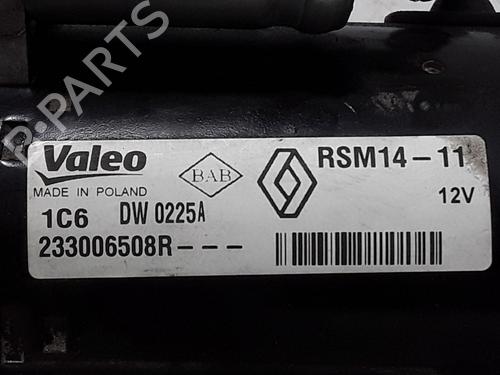 B-PARTS
Valeo
MADE IN POLAND
BAB
RSM14-11
12V
1C6 DW 0225A
233006508R---